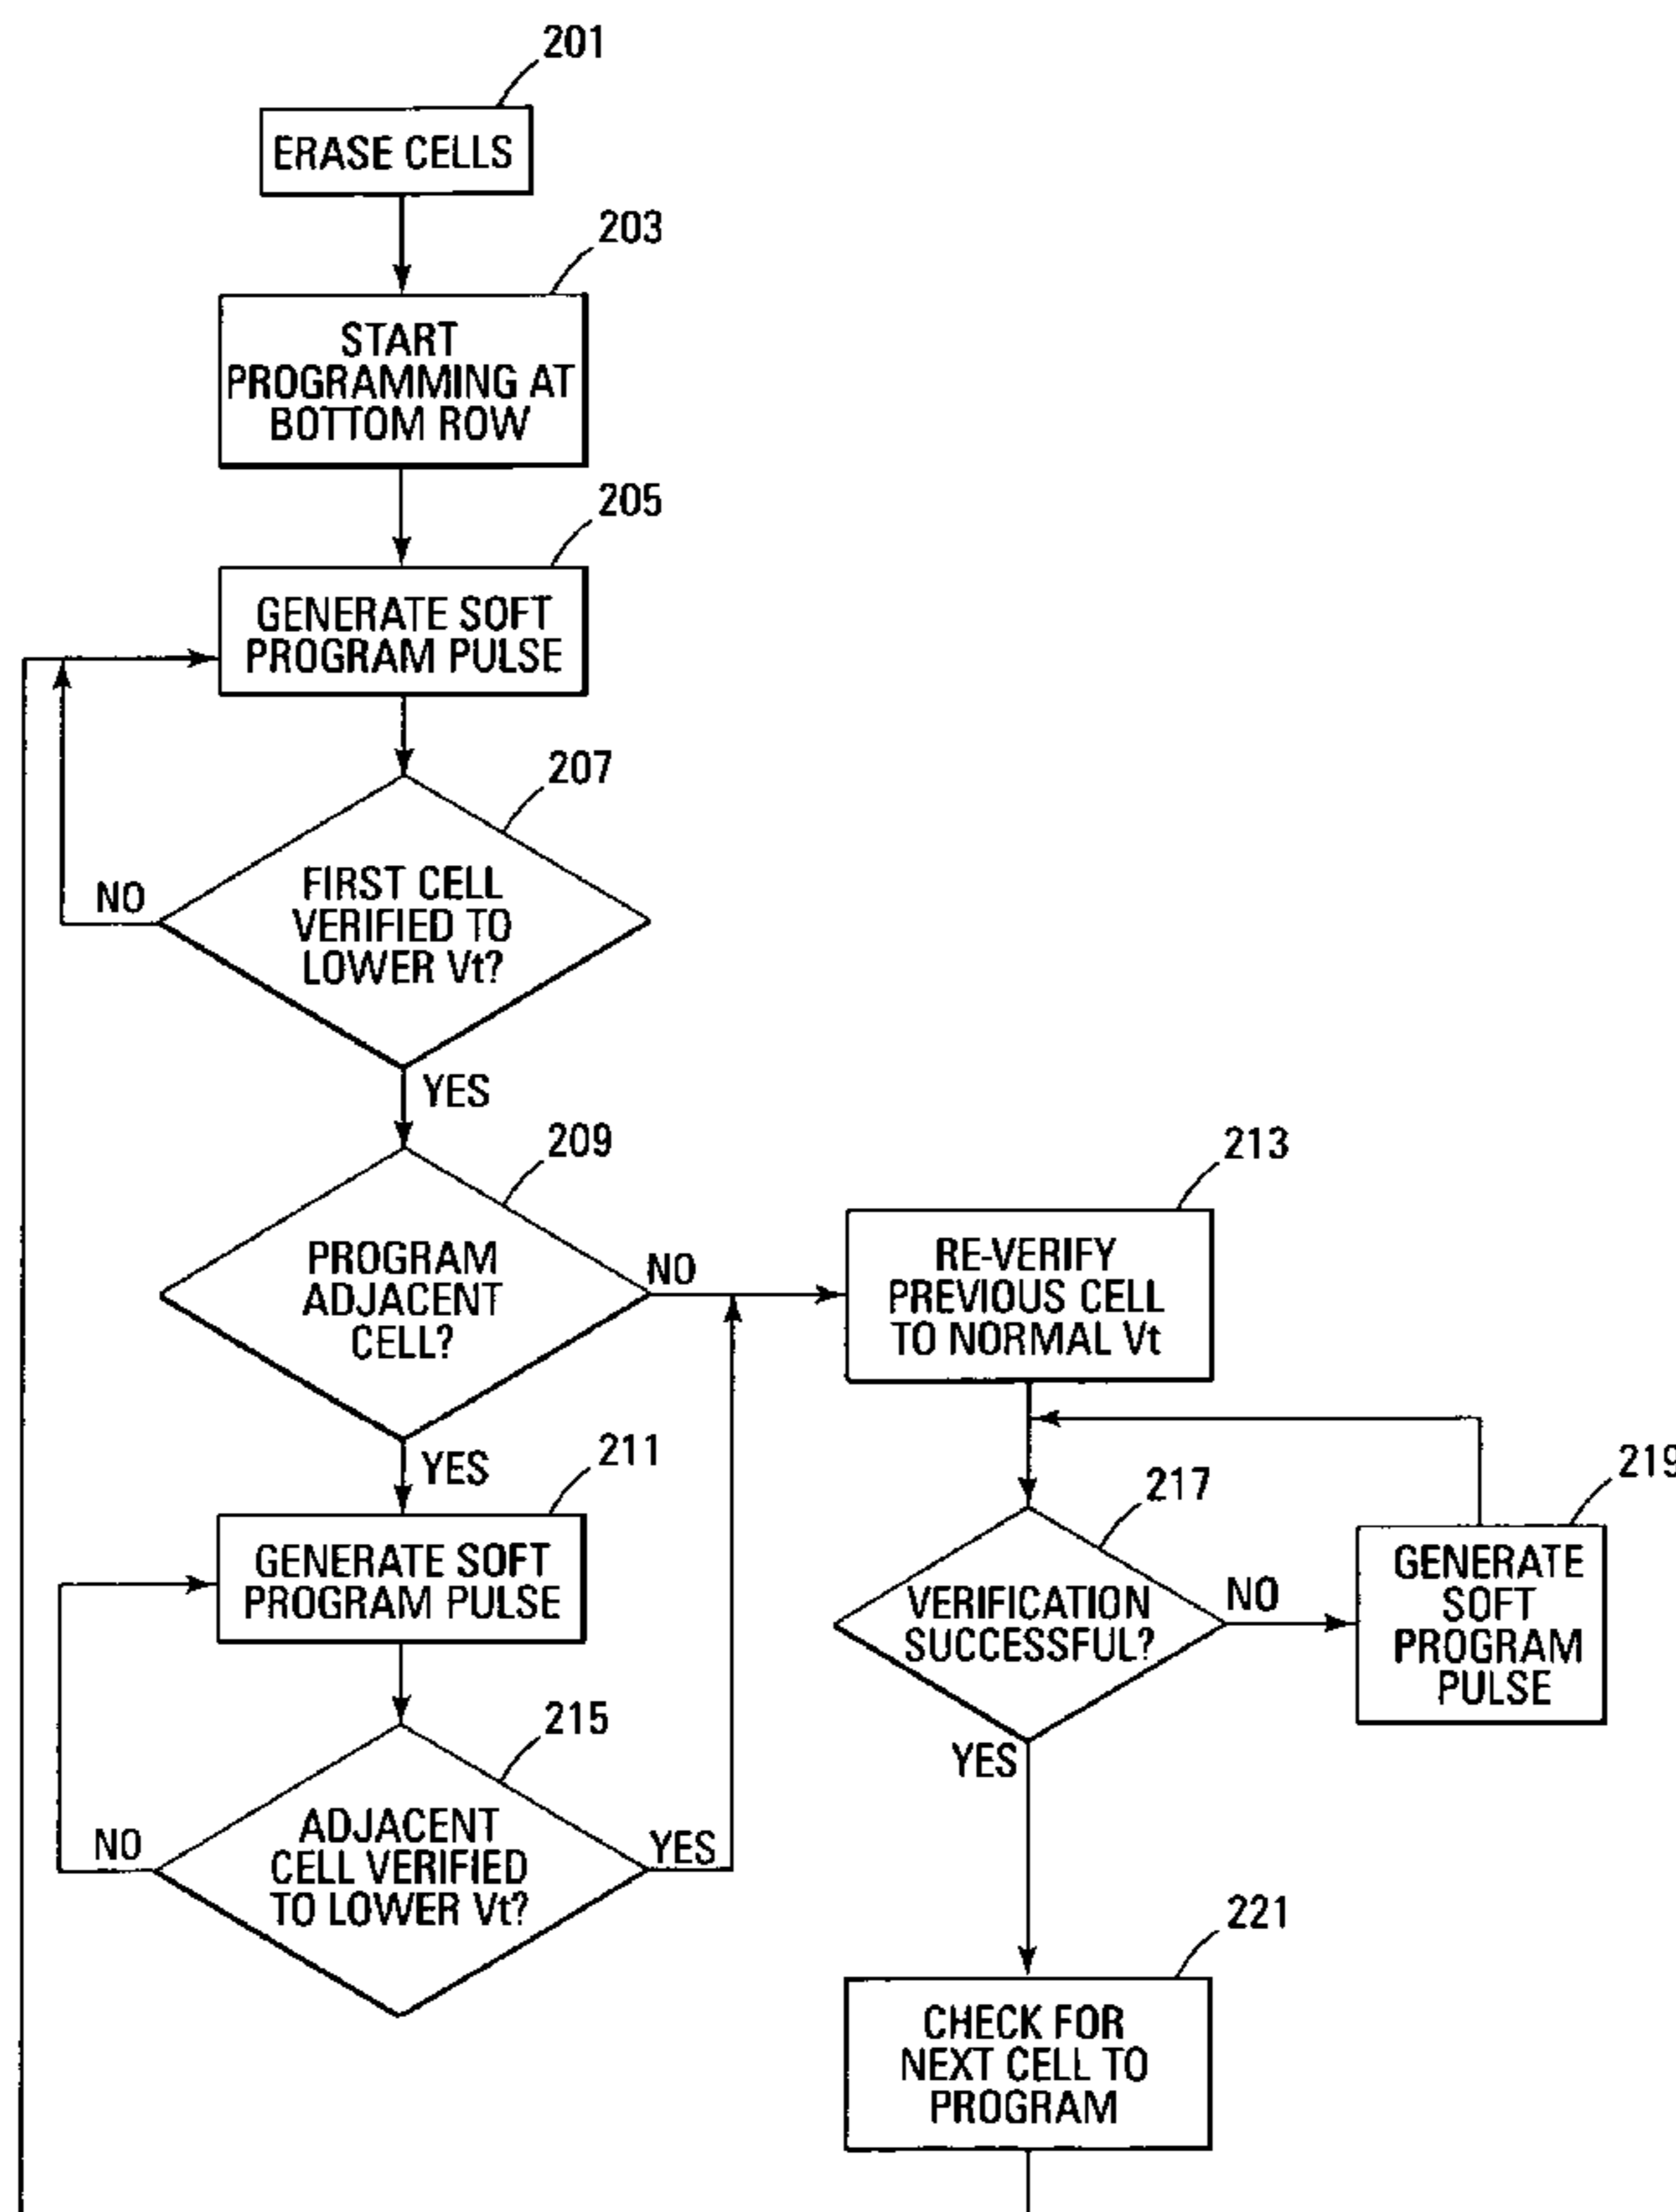 201
ERASE CELLS
203
START
PROGRAMMING AT
BOTTOM ROW
205
GENERATE SOFT
PROGRAM PULSE
207
FIRST CELL
VERIFIED TO
LOWER Vt?
NO
YES
209
PROGRAM
ADJACENT
CELL?
NO
YES
211
GENERATE SOFT
PROGRAM PULSE
215
ADJACENT
CELL VERIFIED
TO LOWER Vt?
NO
YES
213
RE-VERIFY
PREVIOUS CELL
TO NORMAL Vt
217
VERIFICATION
SUCCESSFUL?
NO
YES
219
GENERATE
SOFT
PROGRAM
PULSE
221
CHECK FOR
NEXT CELL TO
PROGRAM